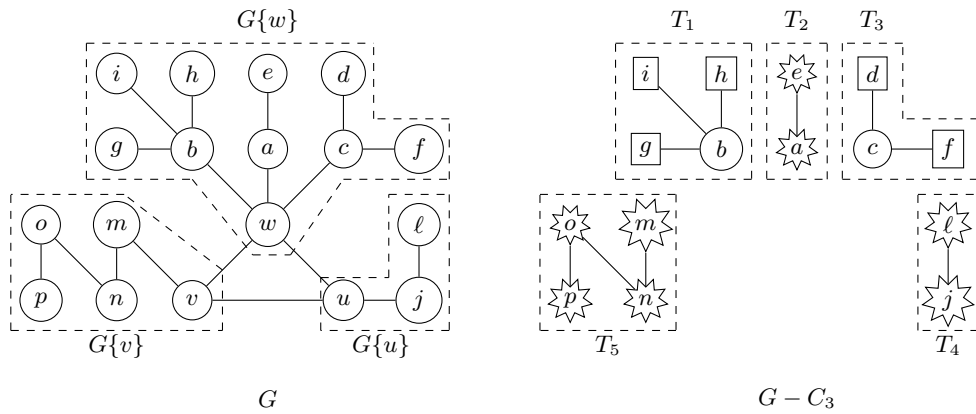 G{w} T₁ T₂ T₃
i h e d i h e d
g b a c f g b a c f
o m w ℓ o m ℓ
p n v u j p n j
G{v} G{u} T₅ T₄
G G − C₃